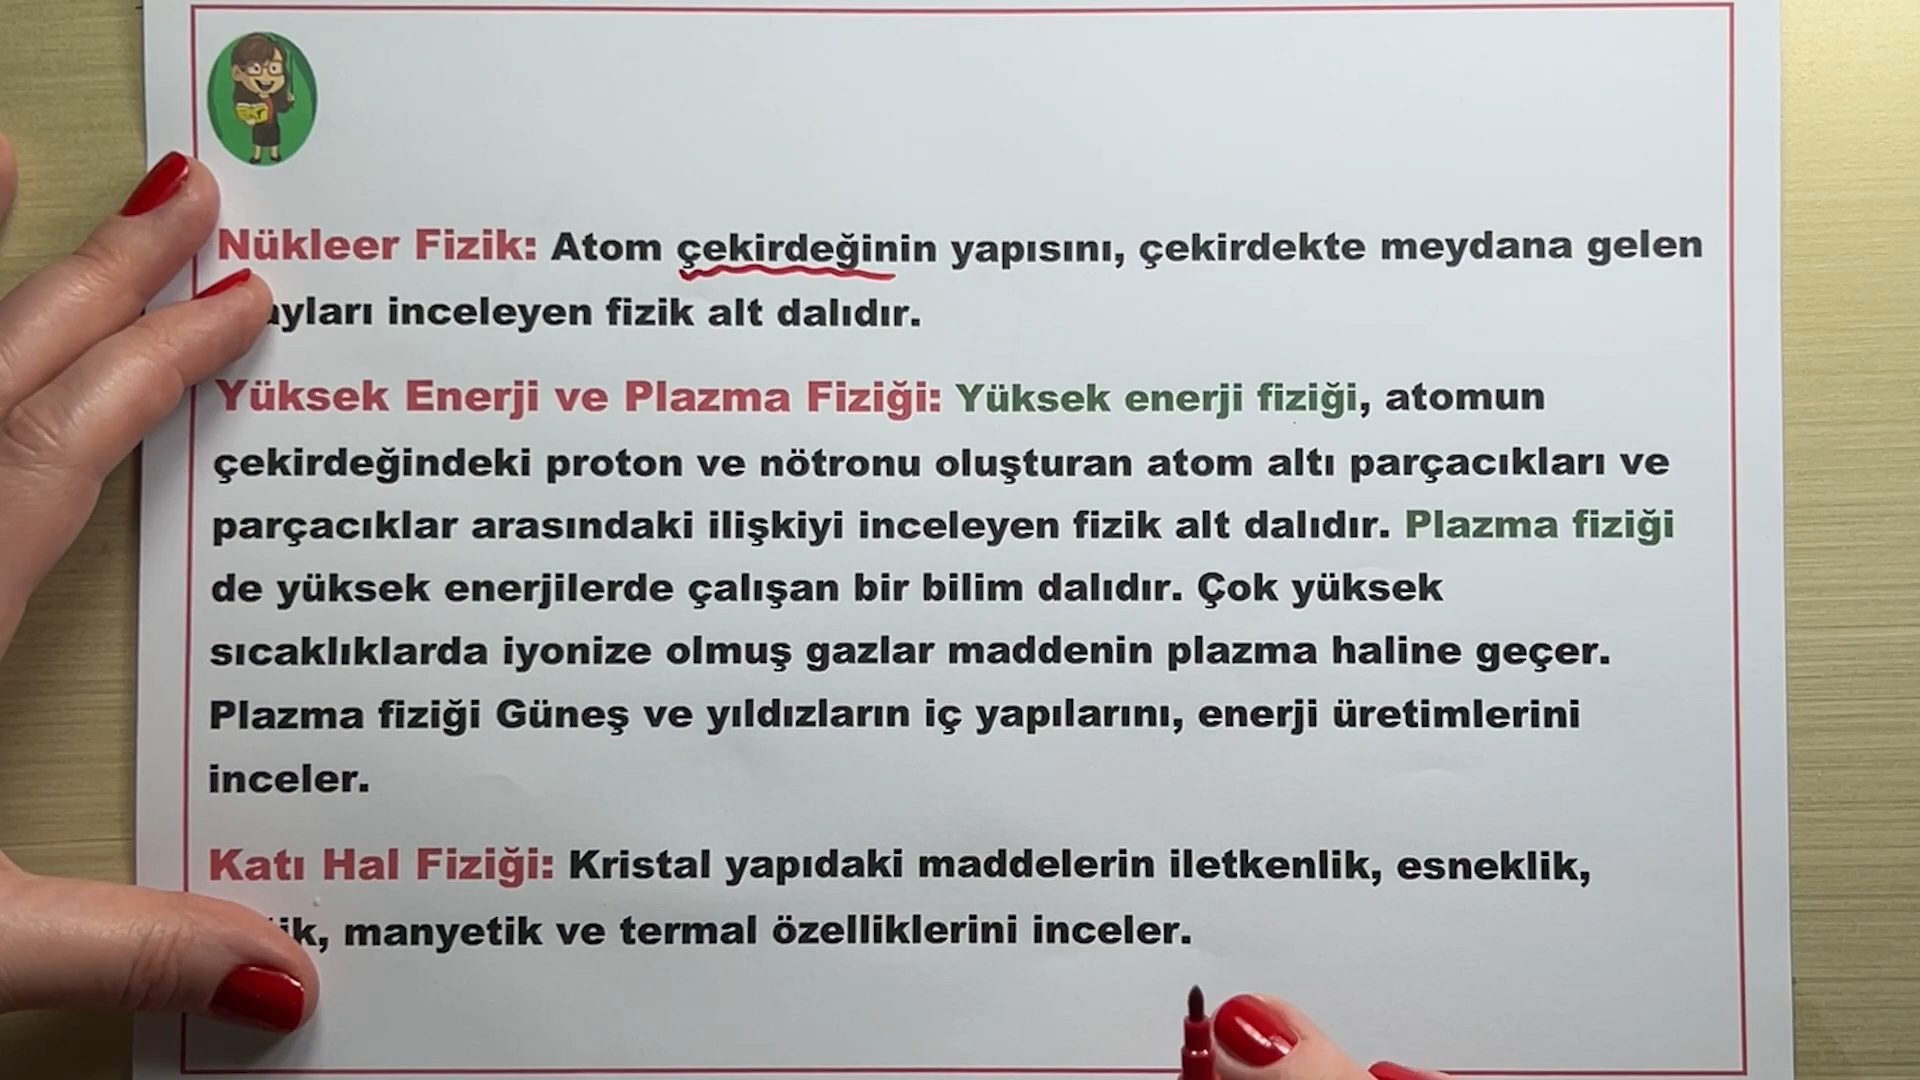 Nükleer Fizik: Atom çekirdeğinin yapısını, çekirdekte meydana gelen
inceleyen fizik alt dalıdır.
Yüksek Enerji ve Plazma Fiziği: Yüksek enerji fiziği, atomun
çekirdeğindeki proton ve nötronu oluşturan atom altı parçacıkları ve
parçacıklar arasındaki ilişkiyi inceleyen fizik alt dalıdır. Plazma fiziği
de yüksek enerjilerde çalışan bir bilim dalıdır. Çok yüksek
sıcaklıklarda iyonize olmuş gazlar maddenin plazma haline geçer.
Plazma fiziği Güneş ve yıldızların iç yapılarını, enerji üretimlerini
inceler.
Katı Hal Fiziği: Kristal yapıdaki maddelerin iletkenlik, esneklik,
manyetik ve termal özelliklerini inceler.